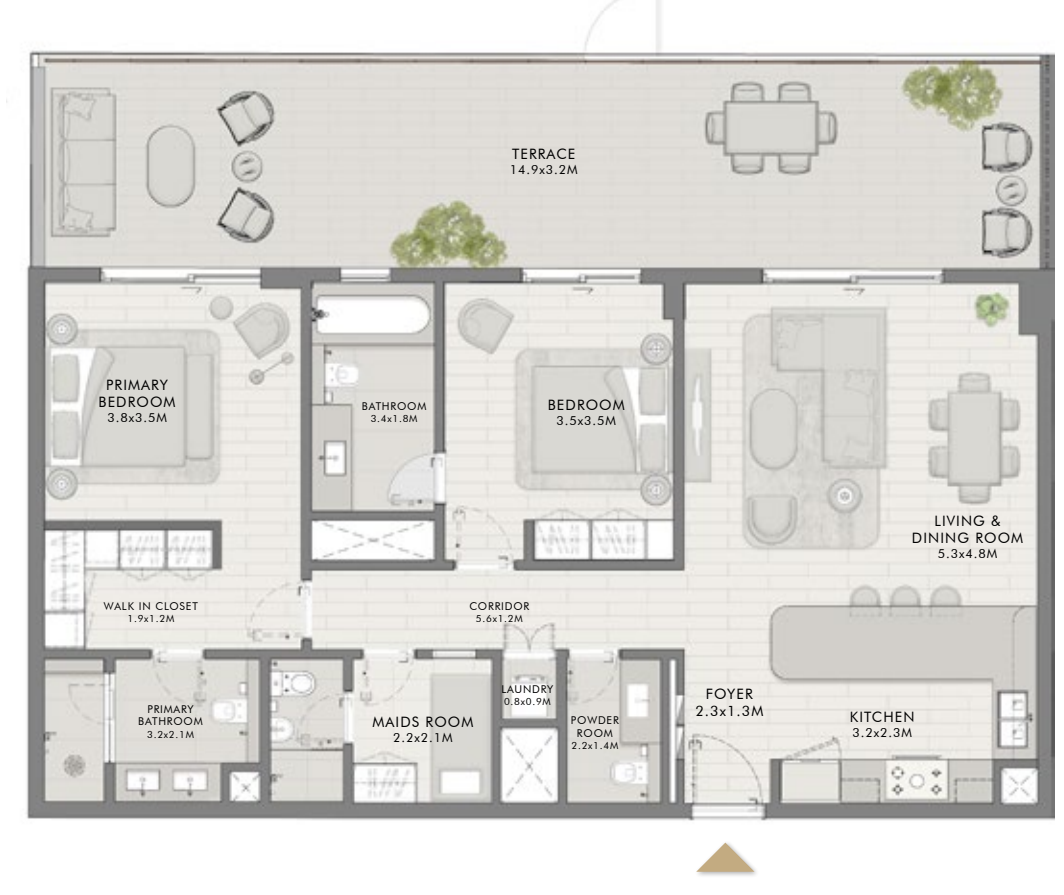 TERRACE
14.9x3.2M
PRIMARY
BEDROOM
3.8x3.5M
BATHROOM
3.4x1.8M
BEDROOM
3.5x3.5M
LIVING &
DINING ROOM
5.3x4.8M
WALK IN CLOSET
1.9x1.2M
CORRIDOR
5.6x1.2M
PRIMARY
BATHROOM
3.2x2.1M
MAIDS ROOM
2.2x2.1M
LAUNDRY
0.8x0.9M
POWDER
ROOM
2.2x1.4M
FOYER
2.3x1.3M
KITCHEN
3.2x2.3M